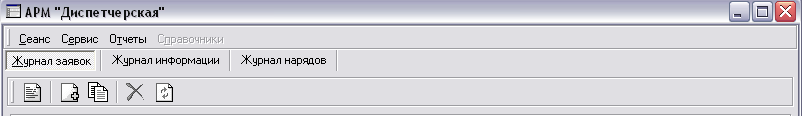 АРМ "Диспетчерская"
Сеанс Сервис Отчеты Справочники
Журнал заявок Журнал информации Журнал нарядов